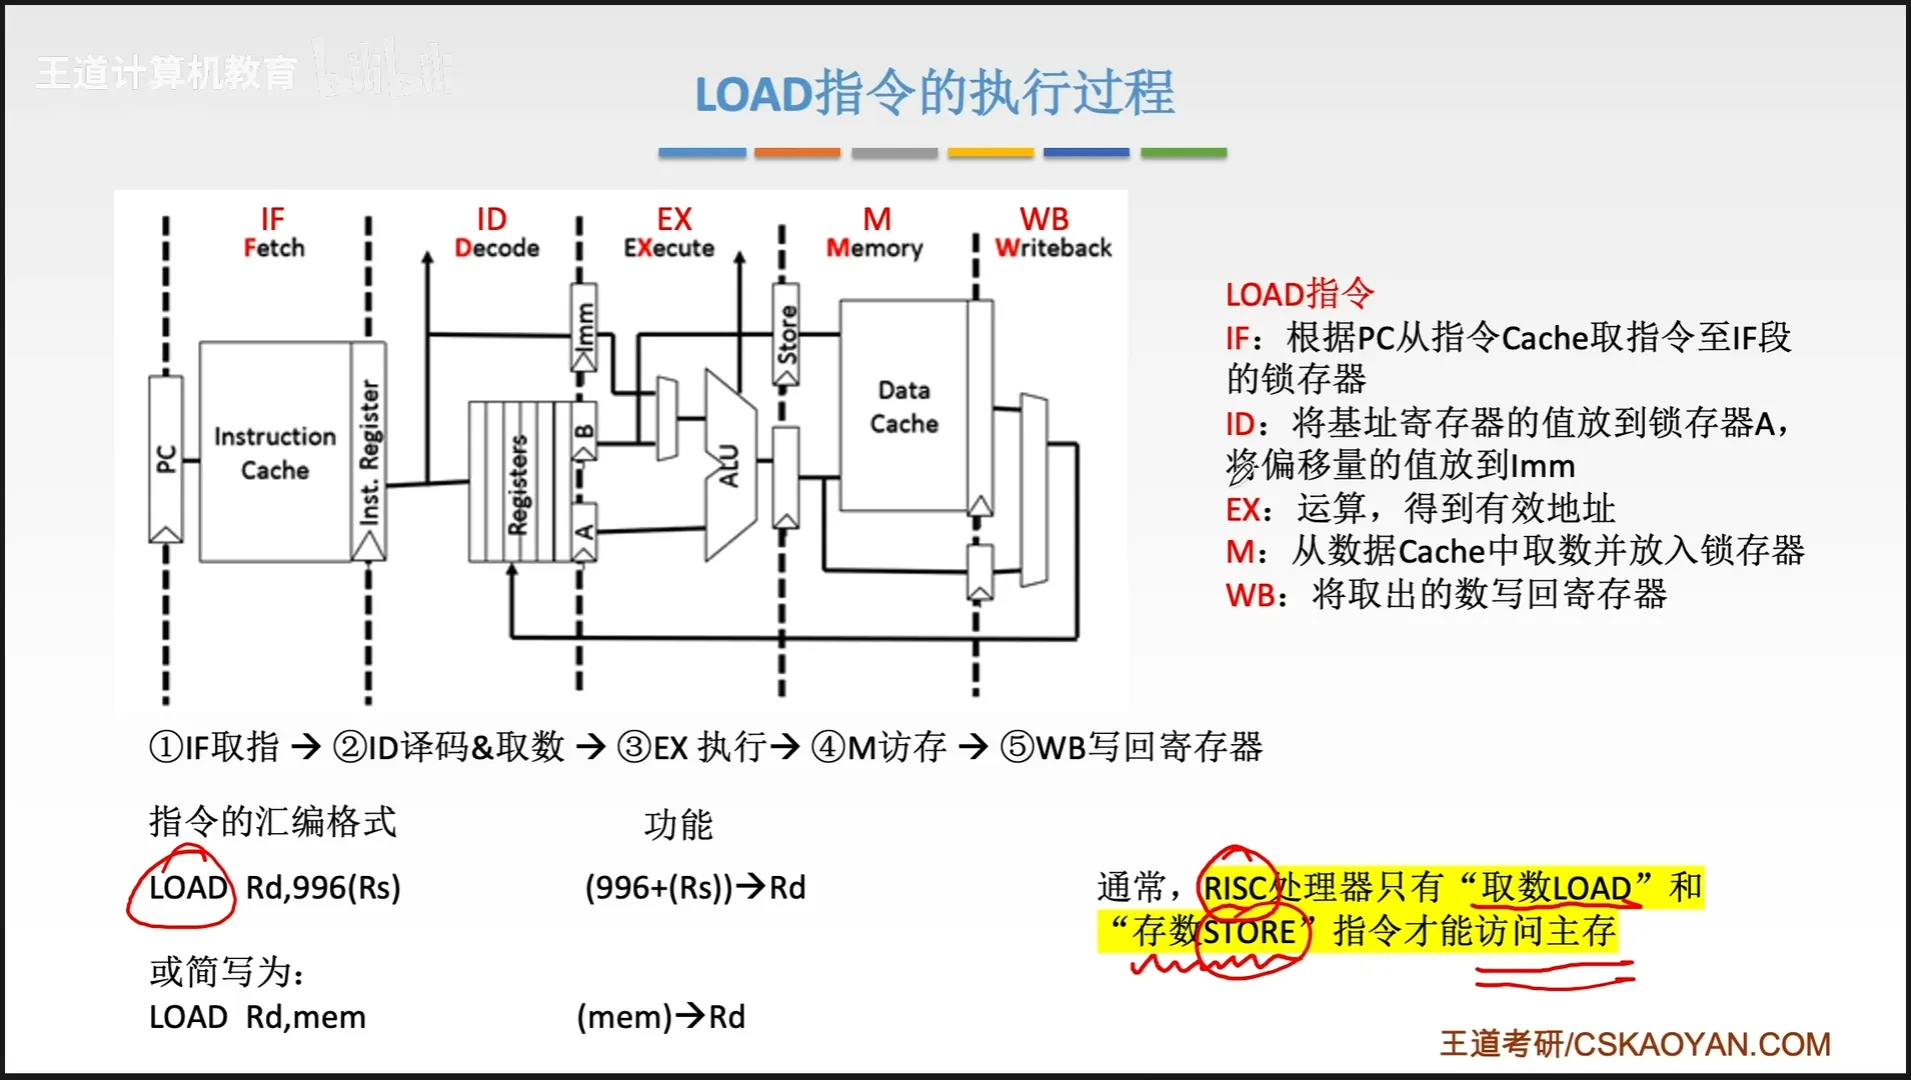 王道计算机教育 bilibili
LOAD指令的执行过程
IF
Fetch
ID
Decode
EX
EXecute
M
Memory
WB
Writeback
PC
Instruction
Cache
Inst. Register
Registers
Imm
B
A
ALU
Store
Data
Cache
LOAD指令
IF：根据PC从指令Cache取指令至IF段
的锁存器
ID：将基址寄存器的值放到锁存器A，
将偏移量的值放到Imm
EX：运算，得到有效地址
M：从数据Cache中取数并放入锁存器
WB：将取出的数写回寄存器
①IF取指 → ②ID译码&取数 → ③EX 执行→ ④M访存 → ⑤WB写回寄存器
指令的汇编格式 功能
LOAD Rd,996(Rs) (996+(Rs))→Rd
或简写为：
LOAD Rd,mem (mem)→Rd
通常，RISC处理器只有“取数LOAD”和
“存数STORE”指令才能访问主存
王道考研/CSKAOYAN.COM